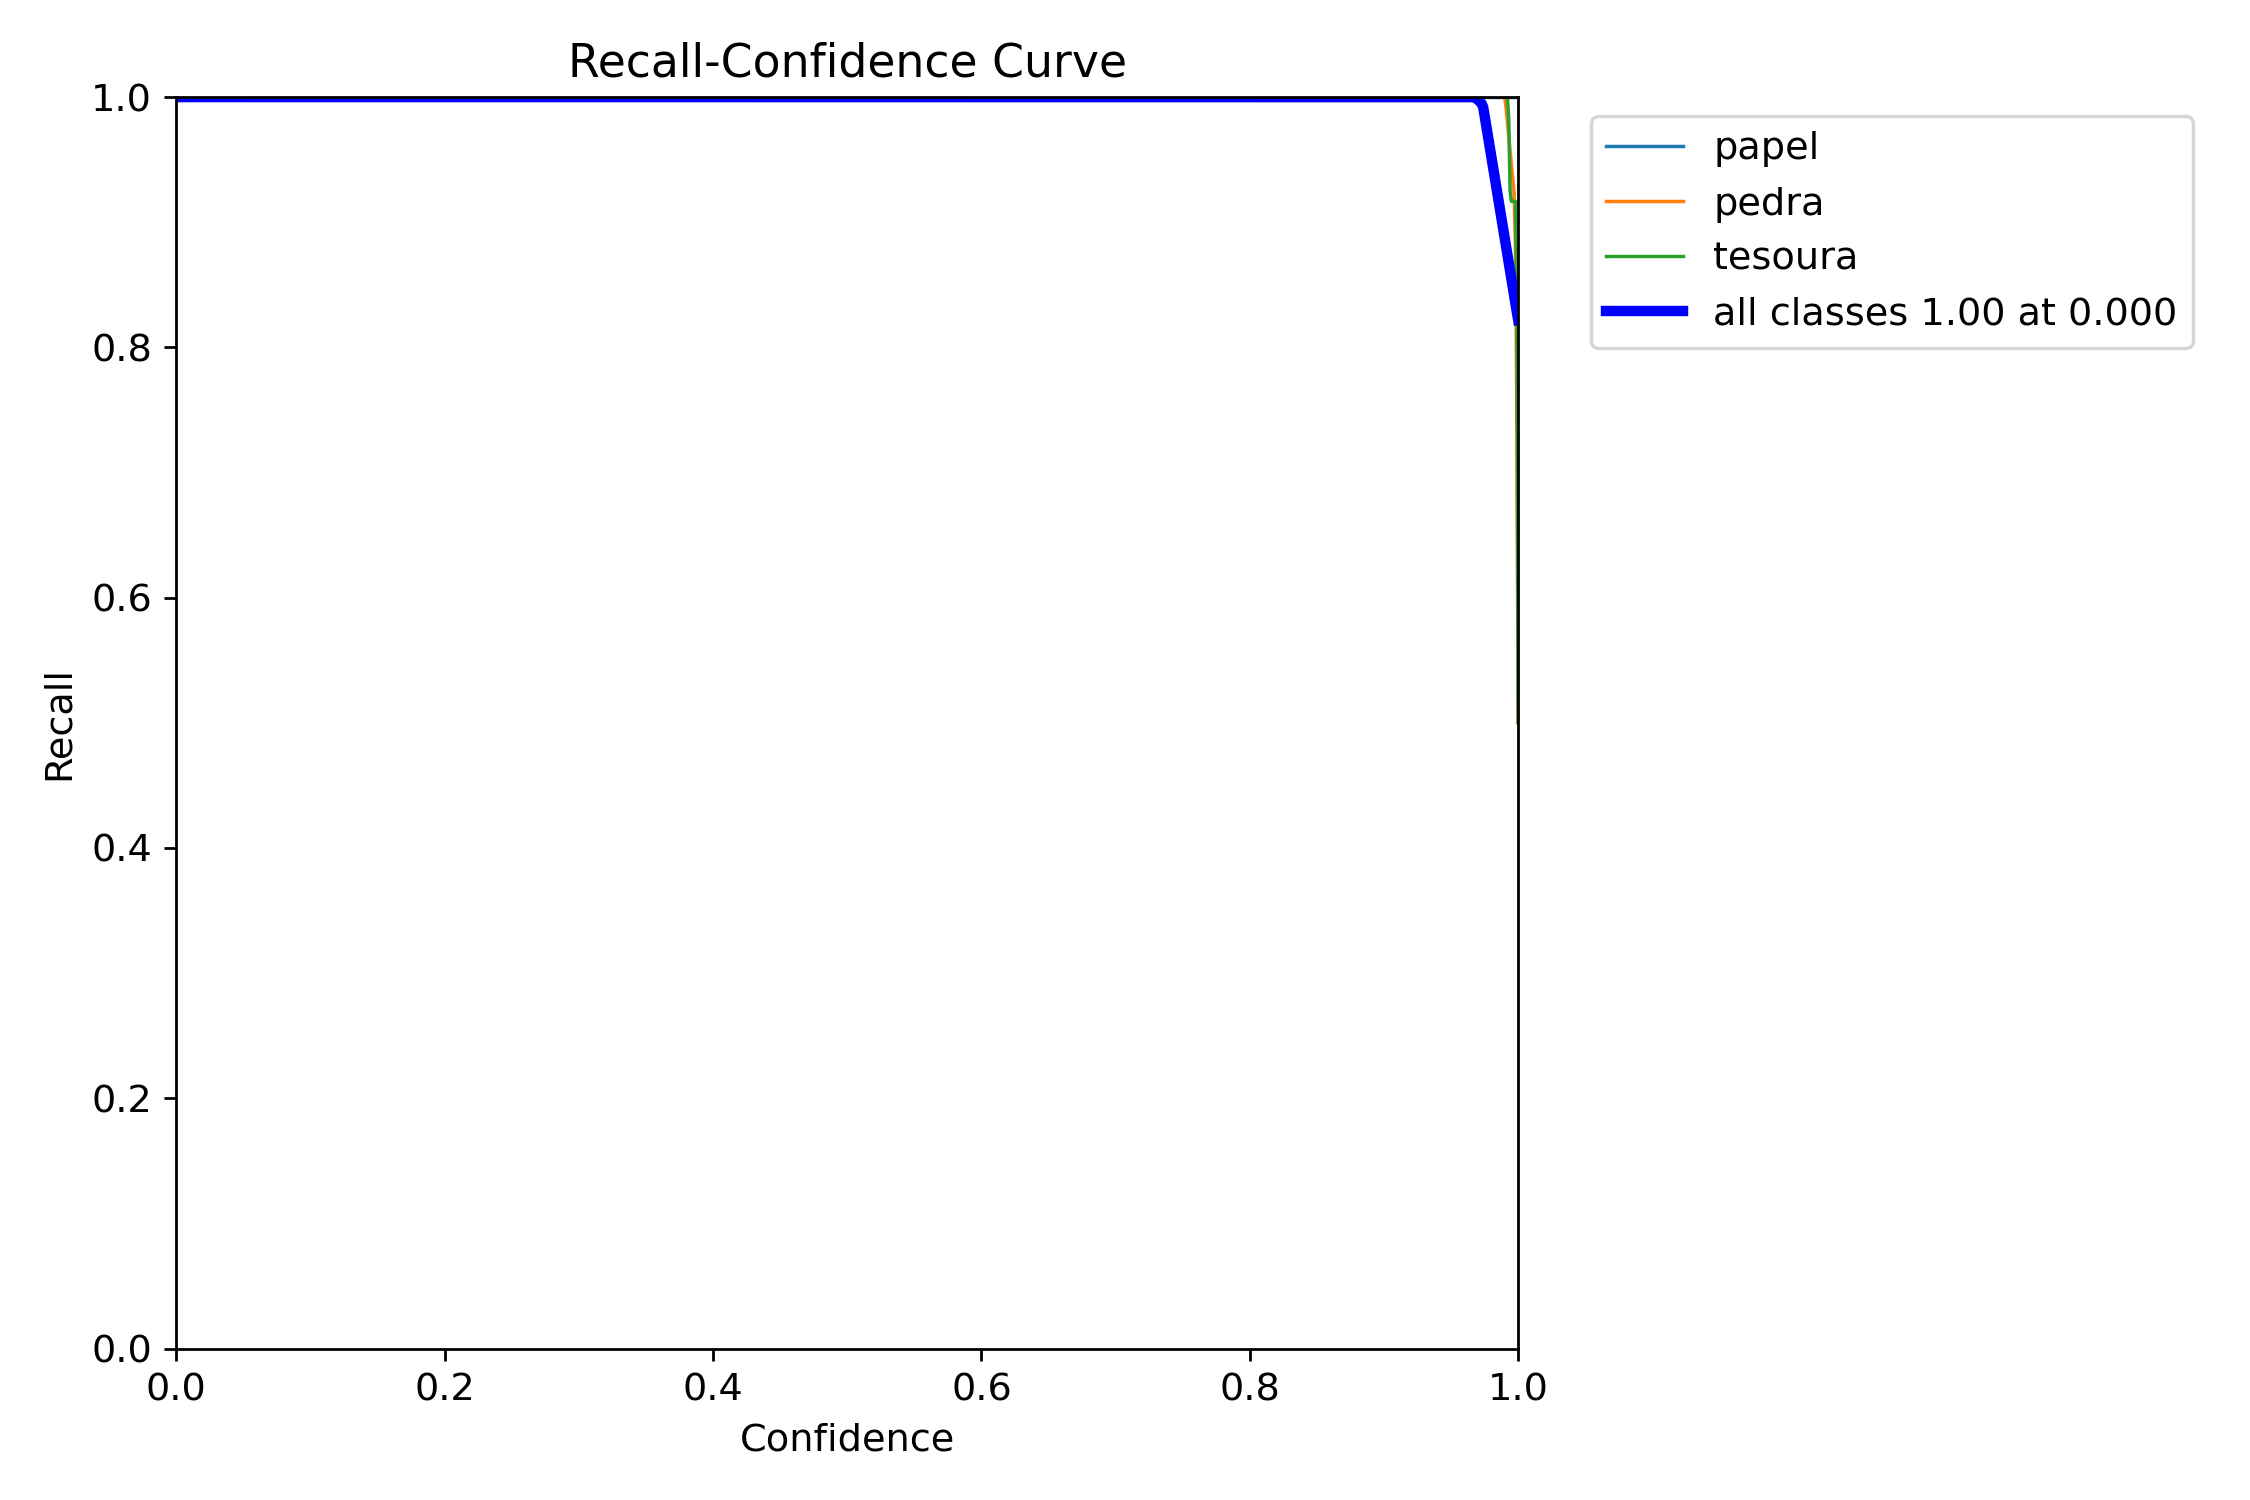 Recall-Confidence Curve
1.0
0.8
0.6
0.4
0.2
0.0
Recall
0.0 0.2 0.4 0.6 0.8 1.0
Confidence
papel
pedra
tesoura
all classes 1.00 at 0.000